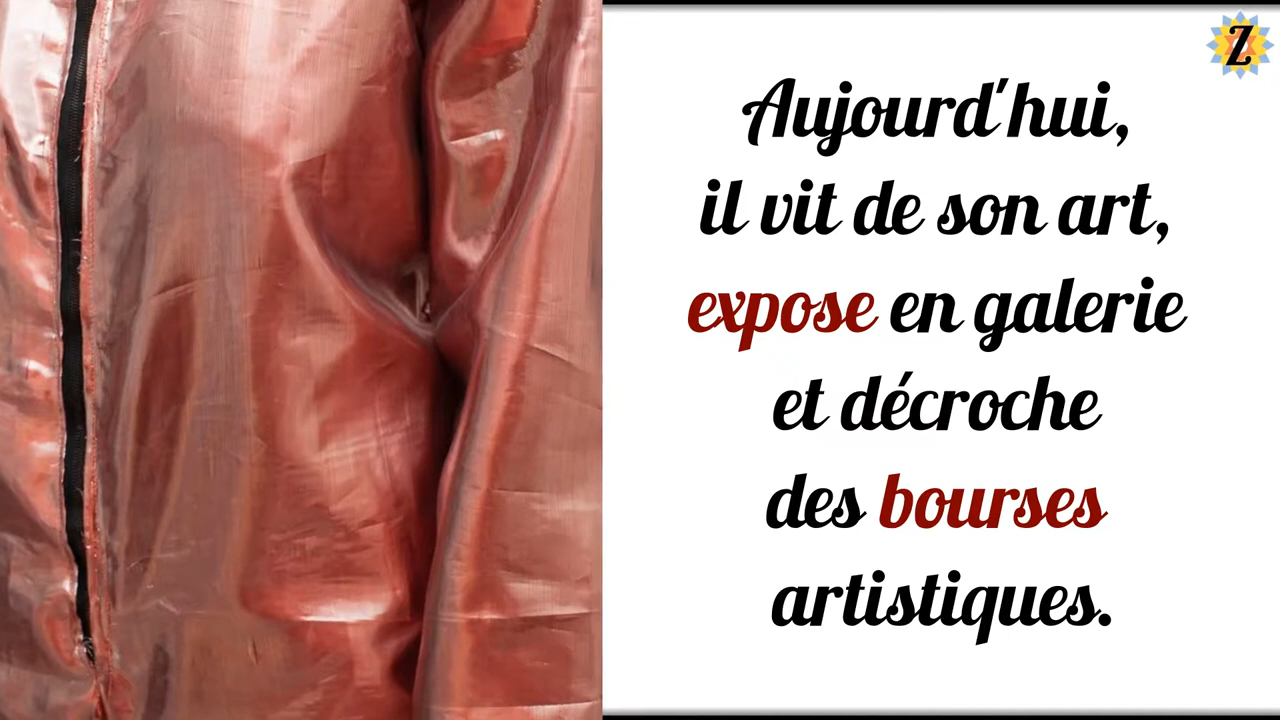 Z
Aujourd'hui,
il vit de son art,
expose en galerie
et décroche
des bourses
artistiques.